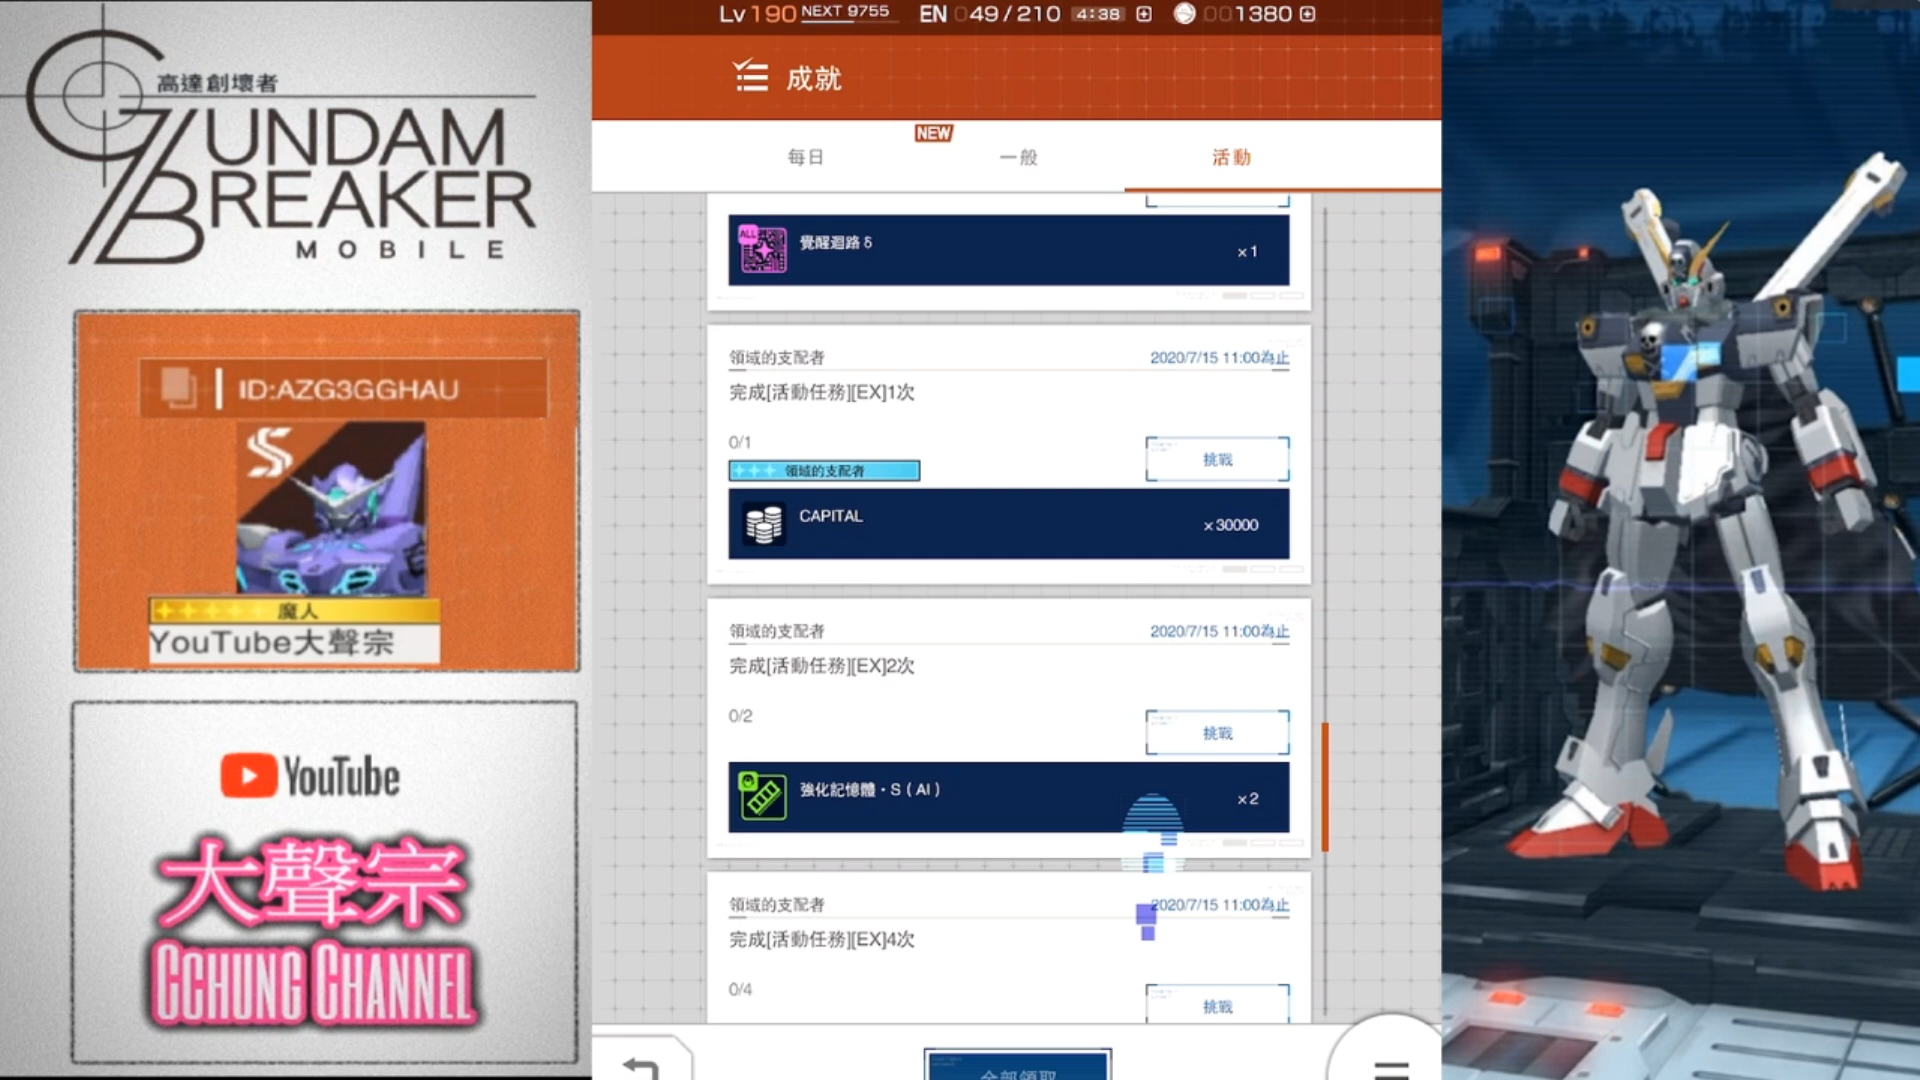 高達創壞者
GUNDAM
BREAKER
MOBILE
ID:AZG3GGHAU
S
魔人
YouTube大聲宗
YouTube
大聲宗
CCHUNG CHANNEL
Lv 190 NEXT 9755 EN 049/210 4:38 001380
成就
每日
NEW
一般
活動
ALL
覺醒迴路 δ
×1
領域的支配者
2020/7/15 11:00為止
完成[活動任務][EX]1次
0/1
挑戰
領域的支配者
CAPITAL
×30000
領域的支配者
2020/7/15 11:00為止
完成[活動任務][EX]2次
0/2
挑戰
強化記憶體・S（AI）
×2
領域的支配者
2020/7/15 11:00為止
完成[活動任務][EX]4次
0/4
挑戰
全部領取